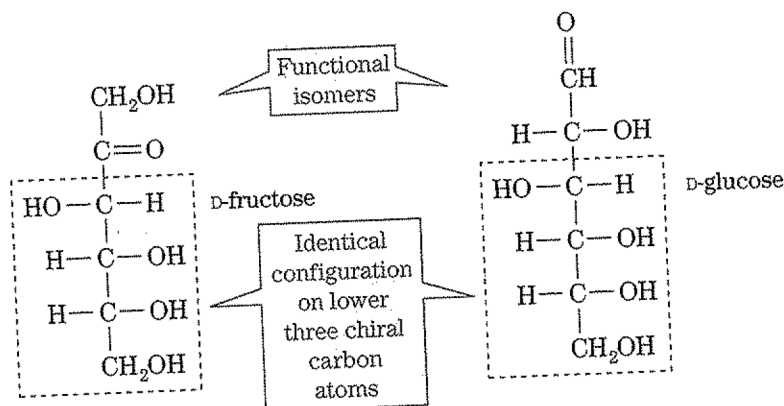 CH₂OH
C=O
HO—C—H
H—C—OH
H—C—OH
CH₂OH
D-fructose
Functional
isomers
Identical
configuration
on lower
three chiral
carbon
atoms
O
CH
H—C—OH
HO—C—H
H—C—OH
H—C—OH
CH₂OH
D-glucose